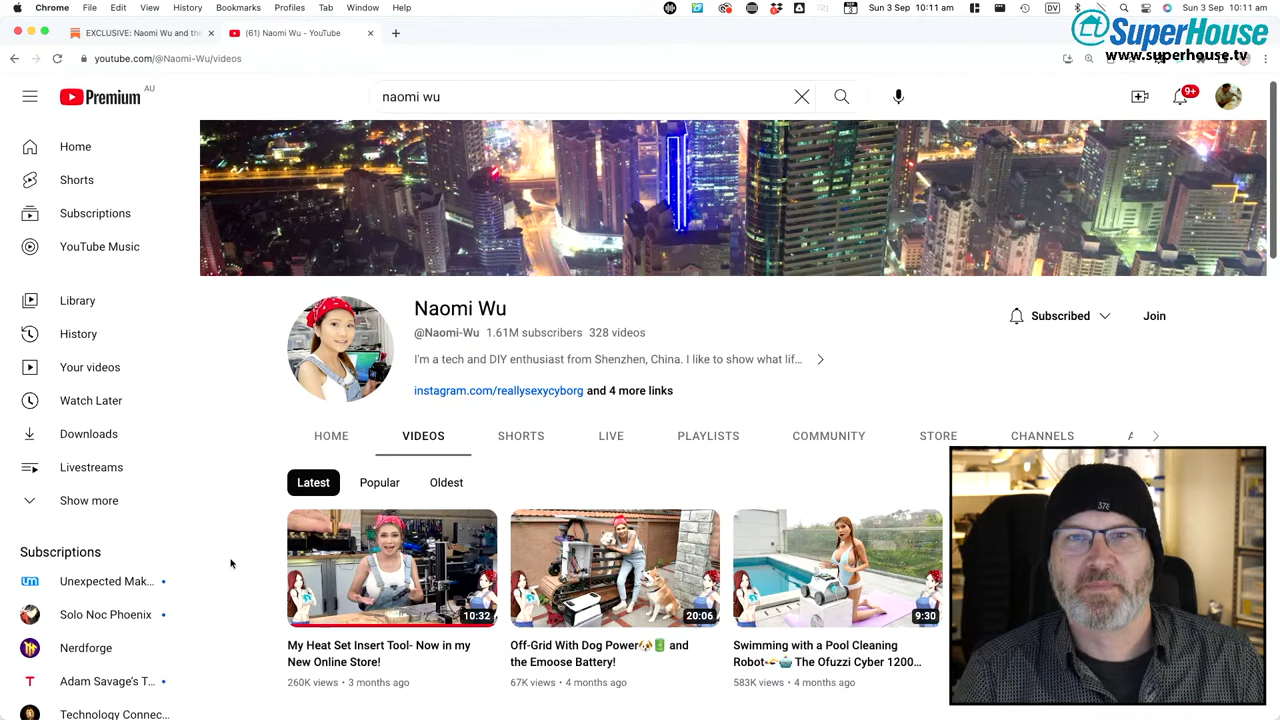 Chrome File Edit View History Bookmarks Profiles Tab Window Help
Sun 3 Sep 10:11 am
DV
Sun 3 Sep 10:11 am
SuperHouse
www.superhouse.tv
EXCLUSIVE: Naomi Wu and the
(61) Naomi Wu - YouTube
youtube.com/@Naomi-Wu/videos
Premium AU
naomi wu
9+
Home
Shorts
Subscriptions
YouTube Music
Library
History
Your videos
Watch Later
Downloads
Livestreams
Show more
Subscriptions
Unexpected Mak...
Solo Noc Phoenix
Nerdforge
Adam Savage's T...
Technology Connec...
Naomi Wu
@Naomi-Wu 1.61M subscribers 328 videos
I'm a tech and DIY enthusiast from Shenzhen, China. I like to show what lif...
instagram.com/reallysexycyborg and 4 more links
Subscribed
Join
HOME VIDEOS SHORTS LIVE PLAYLISTS COMMUNITY STORE CHANNELS
Latest Popular Oldest
10:32
20:06
9:30
My Heat Set Insert Tool- Now in my
New Online Store!
260K views • 3 months ago
Off-Grid With Dog Power🐶🔋 and
the Emoose Battery!
67K views • 4 months ago
Swimming with a Pool Cleaning
Robot🤿🤖 The Ofuzzi Cyber 1200...
583K views • 4 months ago